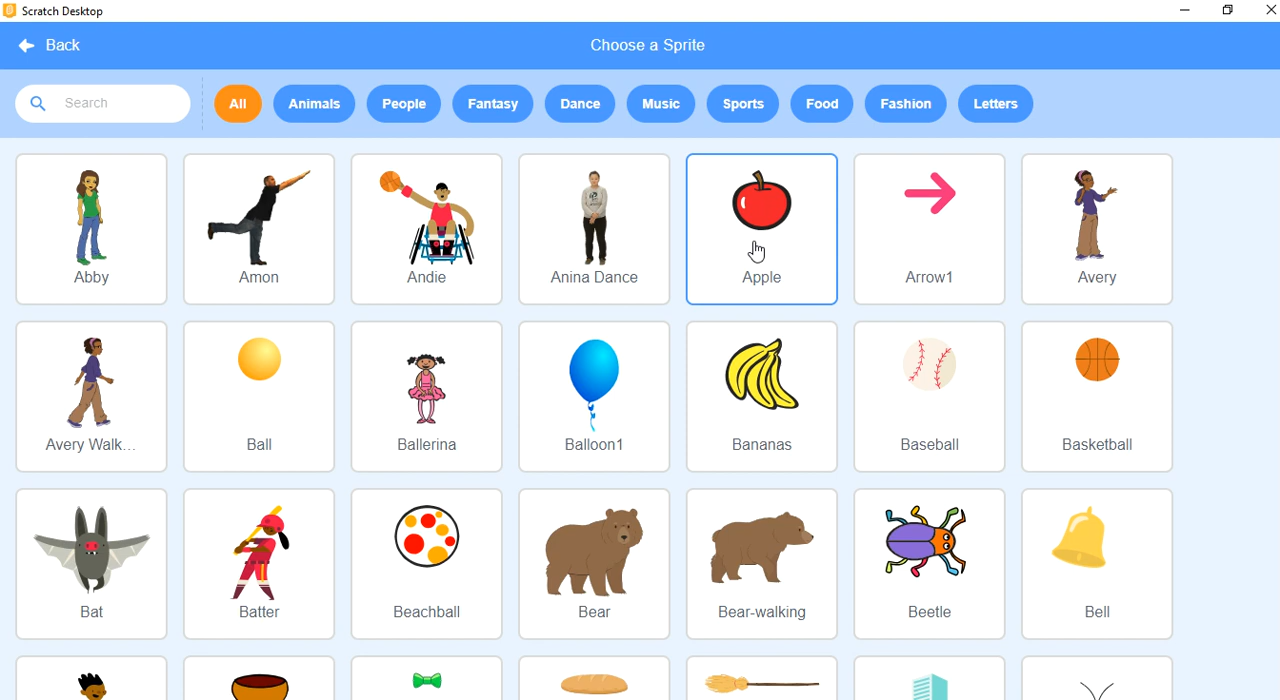 Scratch Desktop
Back
Choose a Sprite
Search
All
Animals
People
Fantasy
Dance
Music
Sports
Food
Fashion
Letters
Abby
Amon
Andie
Anina Dance
Apple
Arrow1
Avery
Avery Walk...
Ball
Ballerina
Balloon1
Bananas
Baseball
Basketball
Bat
Batter
Beachball
Bear
Bear-walking
Beetle
Bell